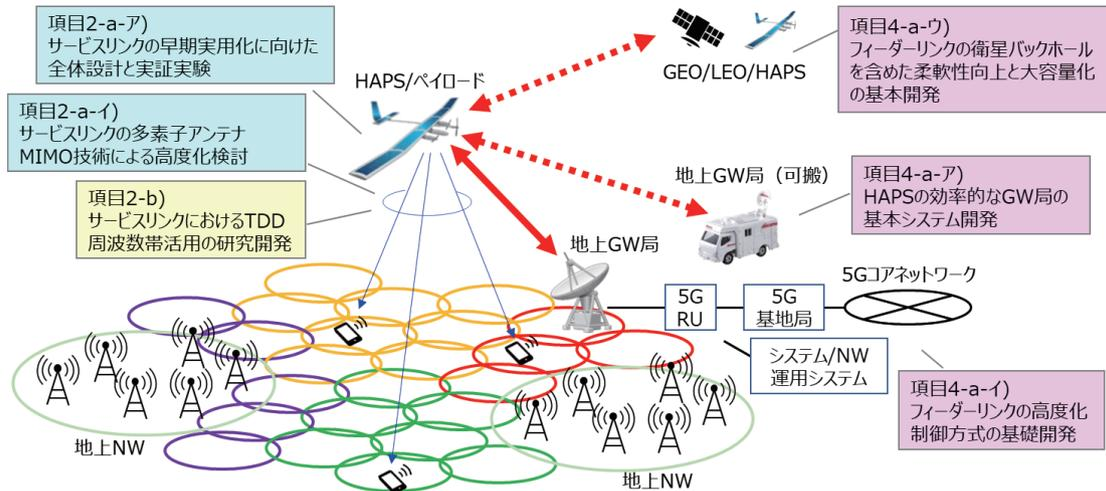 項目2-a-ア)
サービスリンクの早期実用化に向けた
全体設計と実証実験
項目2-a-イ)
サービスリンクの多素子アンテナ
MIMO技術による高度化検討
項目2-b)
サービスリンクにおけるTDD
周波数帯活用の研究開発
HAPS/ペイロード
GEO/LEO/HAPS
項目4-a-ウ)
フィーダーリンクの衛星バックホール
を含めた柔軟性向上と大容量化
の基本開発
地上GW局（可搬）
項目4-a-ア)
HAPSの効率的なGW局の
基本システム開発
地上GW局
5G
RU
5G
基地局
5Gコアネットワーク
システム/NW
運用システム
項目4-a-イ)
フィーダーリンクの高度化
制御方式の基礎開発
地上NW
地上NW